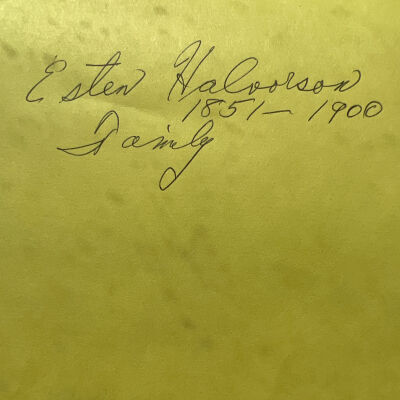 Esten Halvorson
1851 — 1900
Family